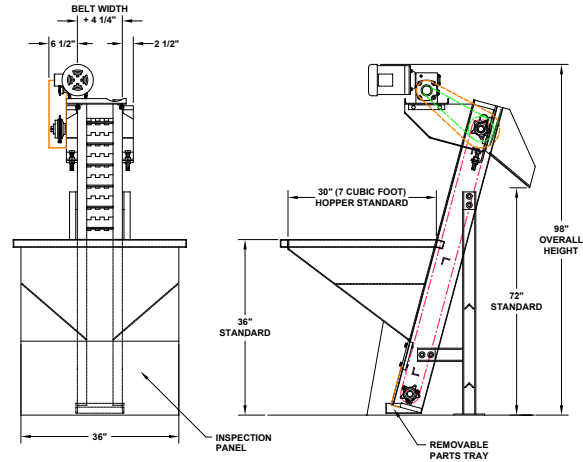 BELT WIDTH
+ 4 1/4"
6 1/2"
2 1/2"
30" (7 CUBIC FOOT)
HOPPER STANDARD
98"
OVERALL
HEIGHT
72"
STANDARD
36"
STANDARD
36"
INSPECTION
PANEL
REMOVABLE
PARTS TRAY